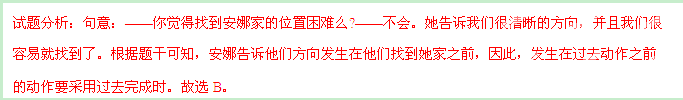 试题分析：句意：——你觉得找到安娜家的位置困难么?——不会。她告诉我们很清晰的方向，并且我们很
容易就找到了。根据题干可知，安娜告诉他们方向发生在他们找到她家之前，因此，发生在过去动作之前
的动作要采用过去完成时。故选 B。